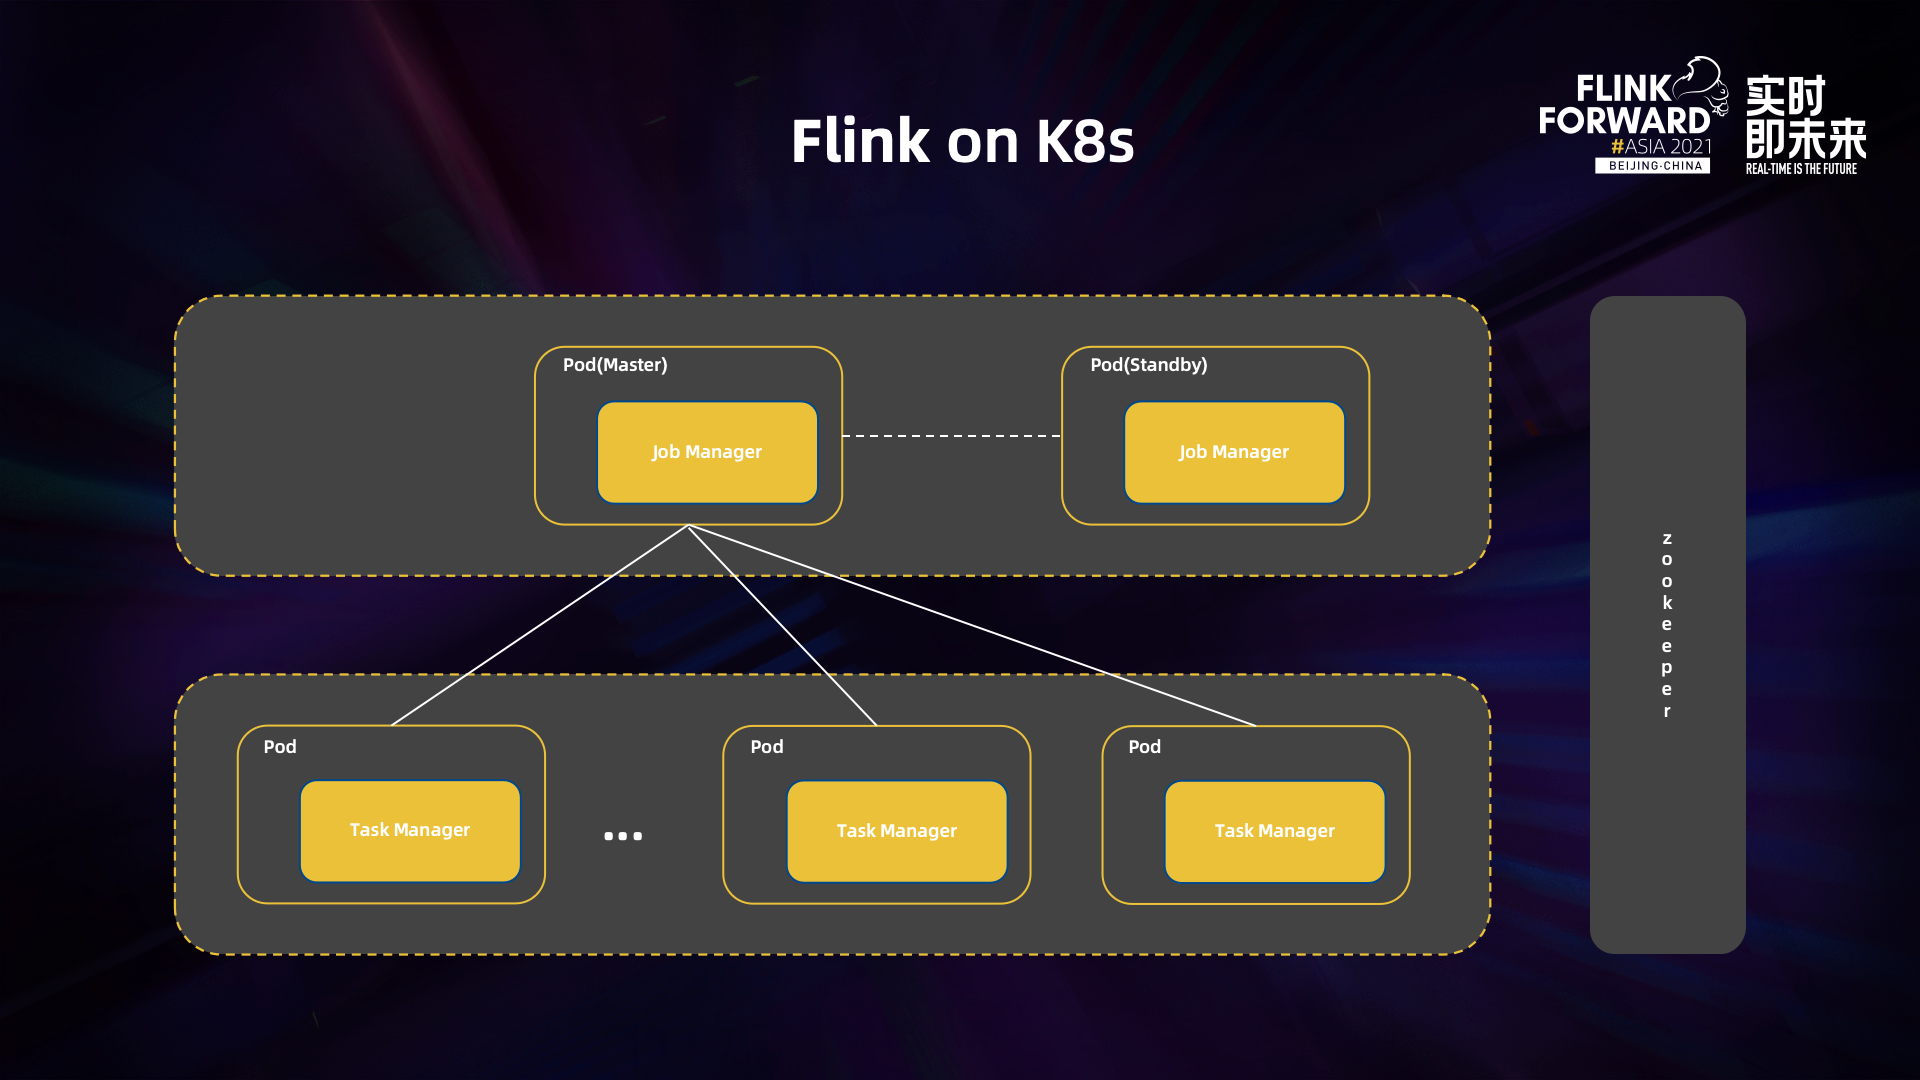 Flink on K8s
FLINK
FORWARD
#ASIA 2021
BEIJING·CHINA
实时
即未来
REAL-TIME IS THE FUTURE
Pod(Master)
Job Manager
Pod(Standby)
Job Manager
Pod
Task Manager
...
Pod
Task Manager
Pod
Task Manager
zookeeper